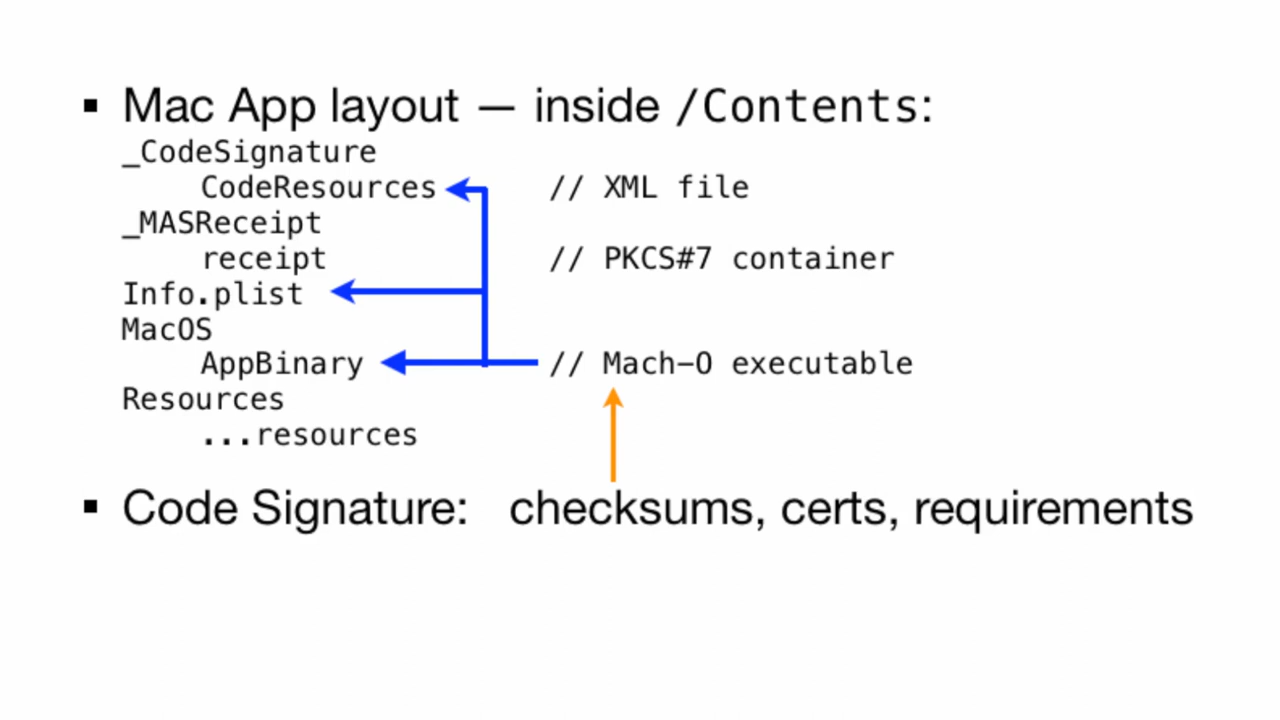 ▪ Mac App layout — inside /Contents:
_CodeSignature
CodeResources // XML file
_MASReceipt
receipt // PKCS#7 container
Info.plist
MacOS
AppBinary // Mach-O executable
Resources
...resources
▪ Code Signature: checksums, certs, requirements